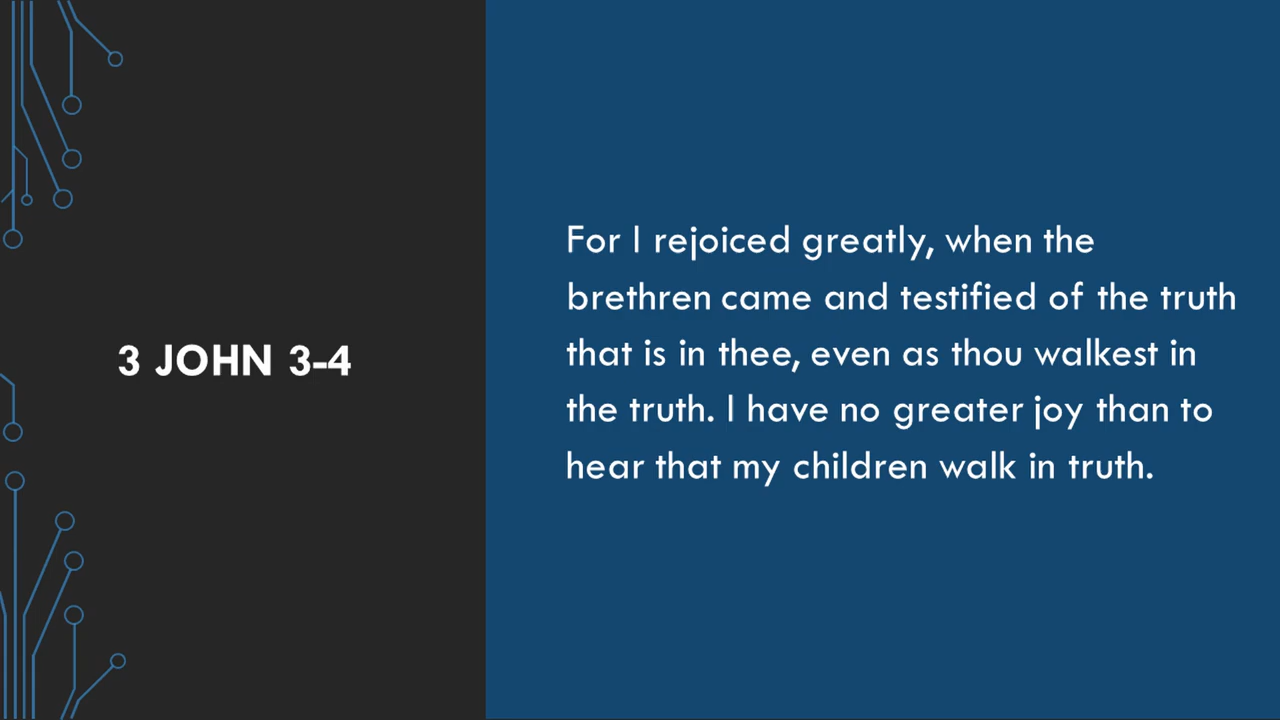 3 JOHN 3-4
For I rejoiced greatly, when the
brethren came and testified of the truth
that is in thee, even as thou walkest in
the truth. I have no greater joy than to
hear that my children walk in truth.